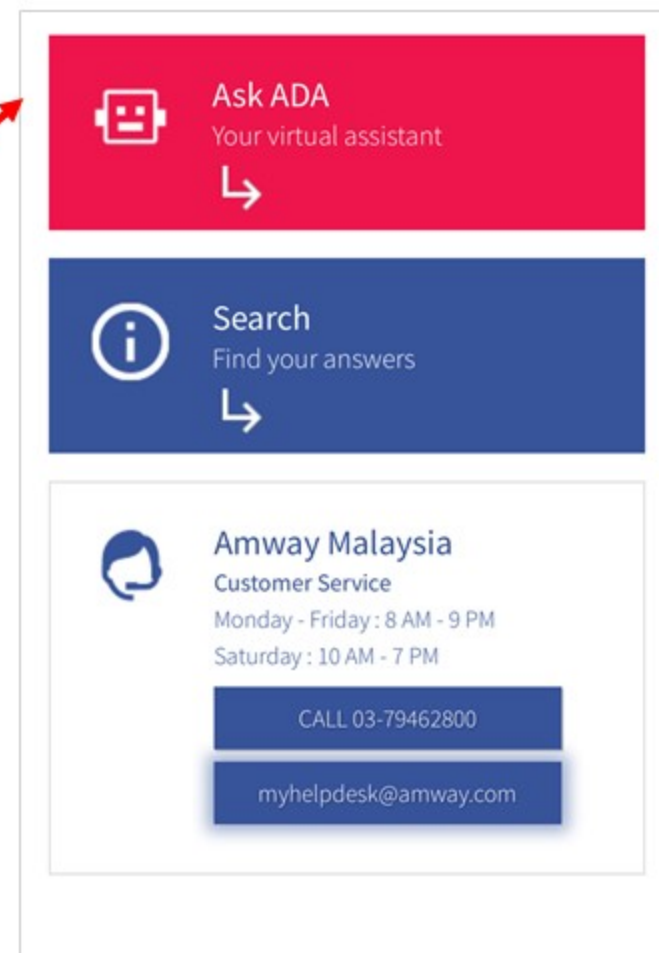 Ask ADA
Your virtual assistant
Search
Find your answers
Amway Malaysia
Customer Service
Monday - Friday : 8 AM - 9 PM
Saturday : 10 AM - 7 PM
CALL 03-79462800
myhelpdesk@amway.com